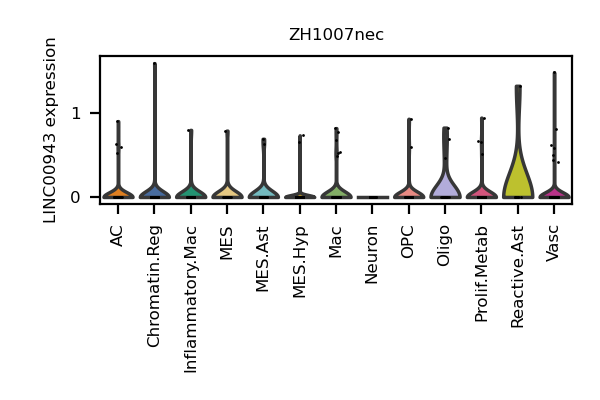 ZH1007nec
LINC00943 expression
1
0
AC
Chromatin.Reg
Inflammatory.Mac
MES
MES.Ast
MES.Hyp
Mac
Neuron
OPC
Oligo
Prolif.Metab
Reactive.Ast
Vasc